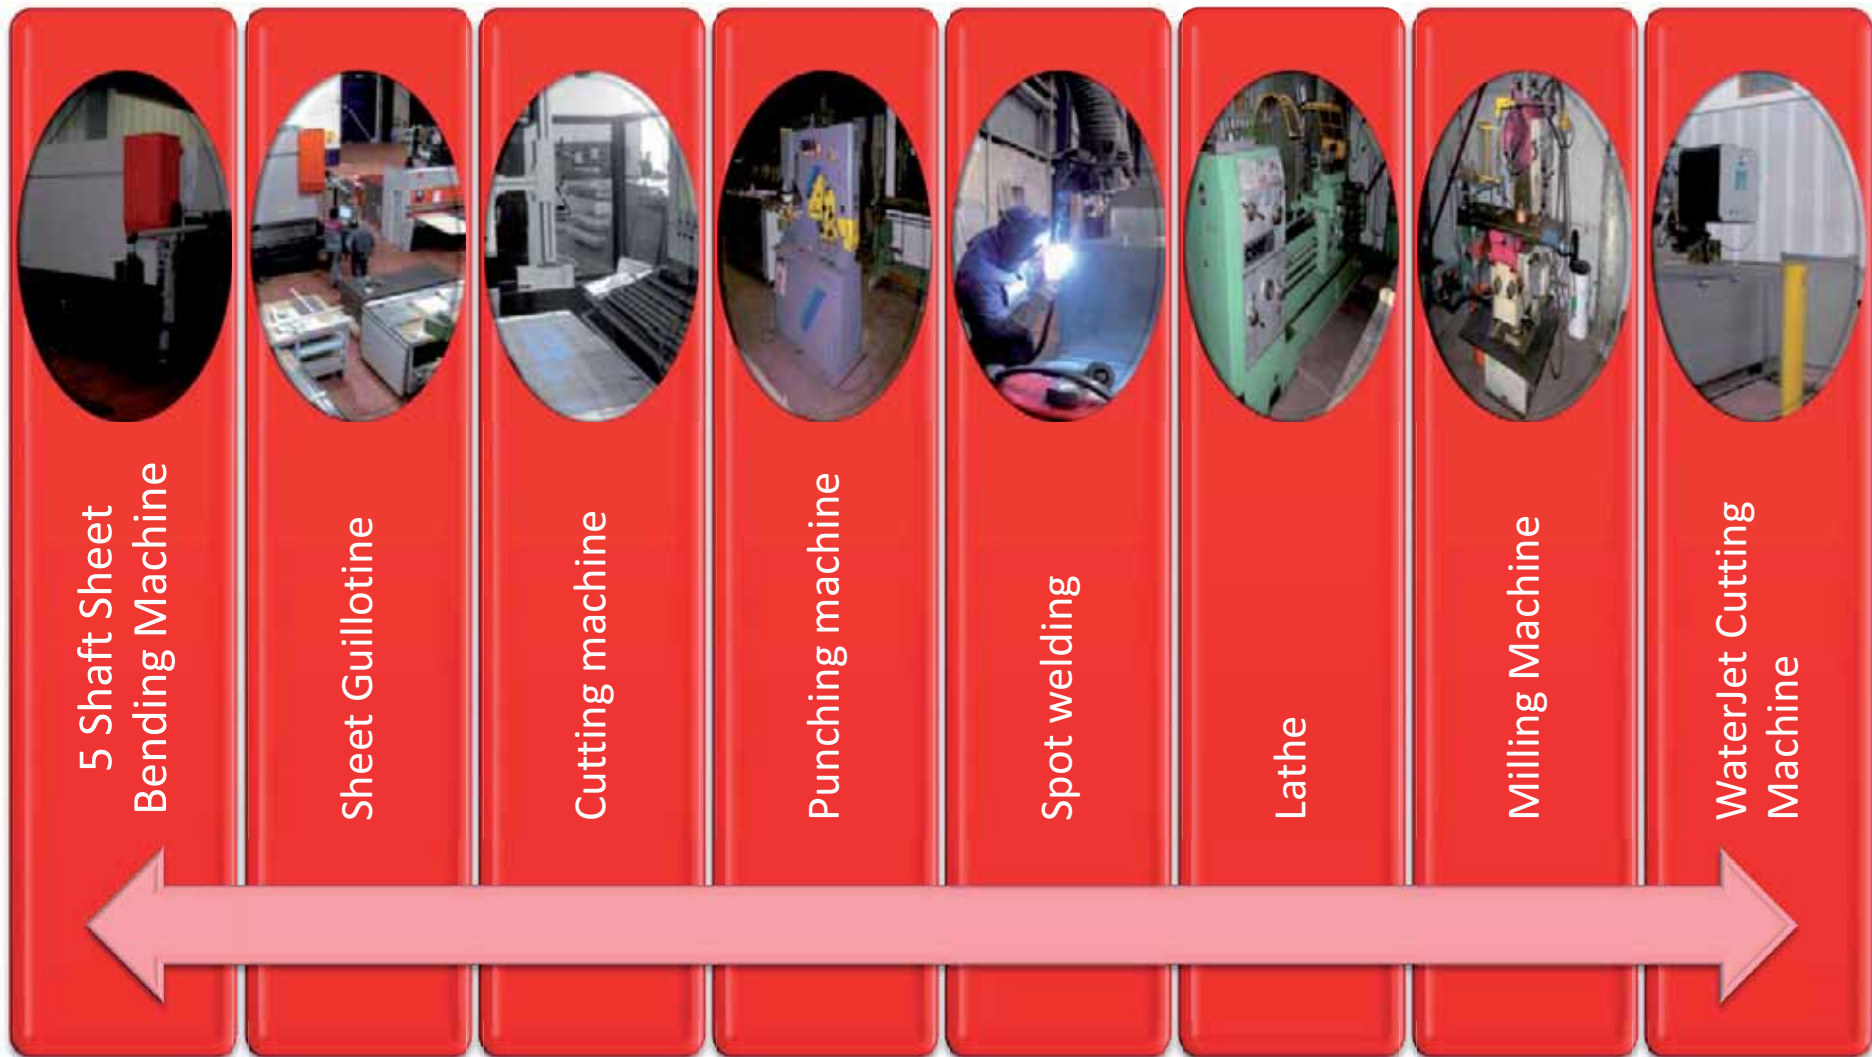 5 Shaft Sheet
Bending Machine
Sheet Guillotine
Cutting machine
Punching machine
Spot welding
Lathe
Milling Machine
WaterJet Cutting
Machine